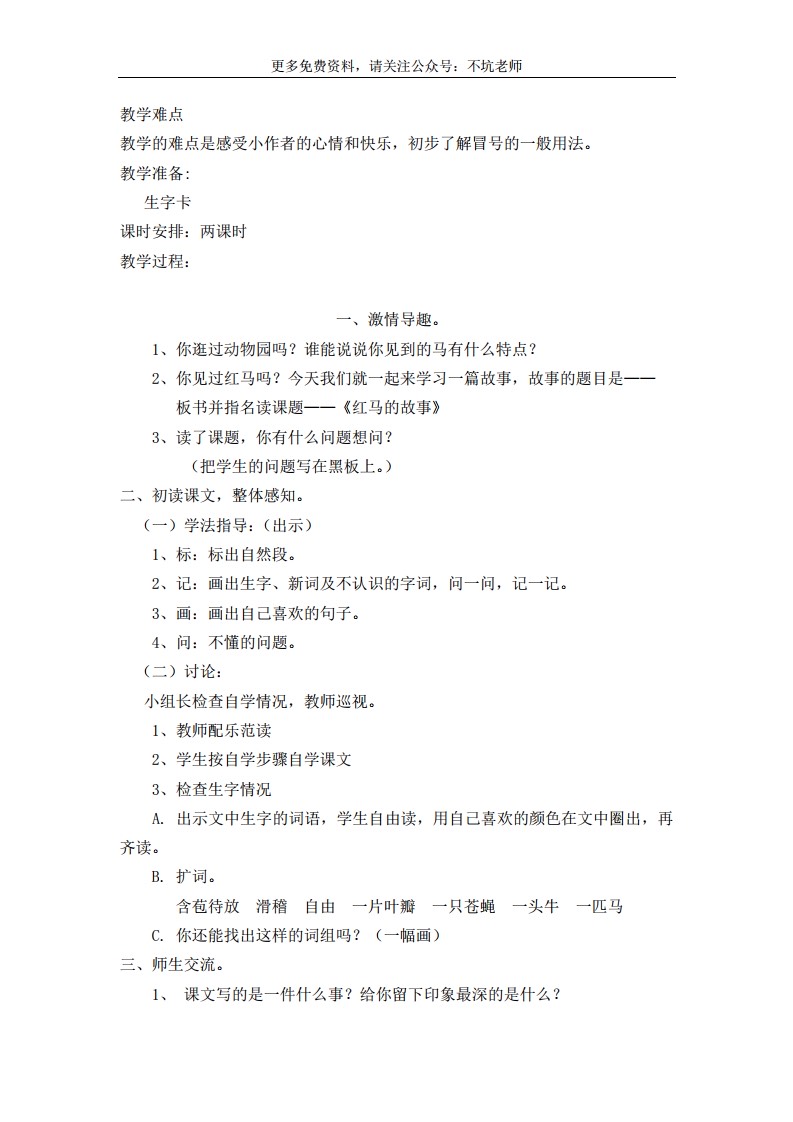 更多免费资料，请关注公众号：不坑老师
教学难点
教学的难点是感受小作者的心情和快乐，初步了解冒号的一般用法。
教学准备:
生字卡
课时安排：两课时
教学过程：
一、激情导趣。
1、你逛过动物园吗？谁能说说你见到的马有什么特点？
2、你见过红马吗？今天我们就一起来学习一篇故事，故事的题目是——
板书并指名读课题——《红马的故事》
3、读了课题，你有什么问题想问？
（把学生的问题写在黑板上。）
二、初读课文，整体感知。
（一）学法指导：（出示）
1、标：标出自然段。
2、记：画出生字、新词及不认识的字词，问一问，记一记。
3、画：画出自己喜欢的句子。
4、问：不懂的问题。
（二）讨论：
小组长检查自学情况，教师巡视。
1、教师配乐范读
2、学生按自学步骤自学课文
3、检查生字情况
A. 出示文中生字的词语，学生自由读，用自己喜欢的颜色在文中圈出，再
齐读。
B. 扩词。
含苞待放　滑稽　自由　一片叶瓣　一只苍蝇　一头牛　一匹马
C. 你还能找出这样的词组吗？（一幅画）
三、师生交流。
1、 课文写的是一件什么事？给你留下印象最深的是什么？